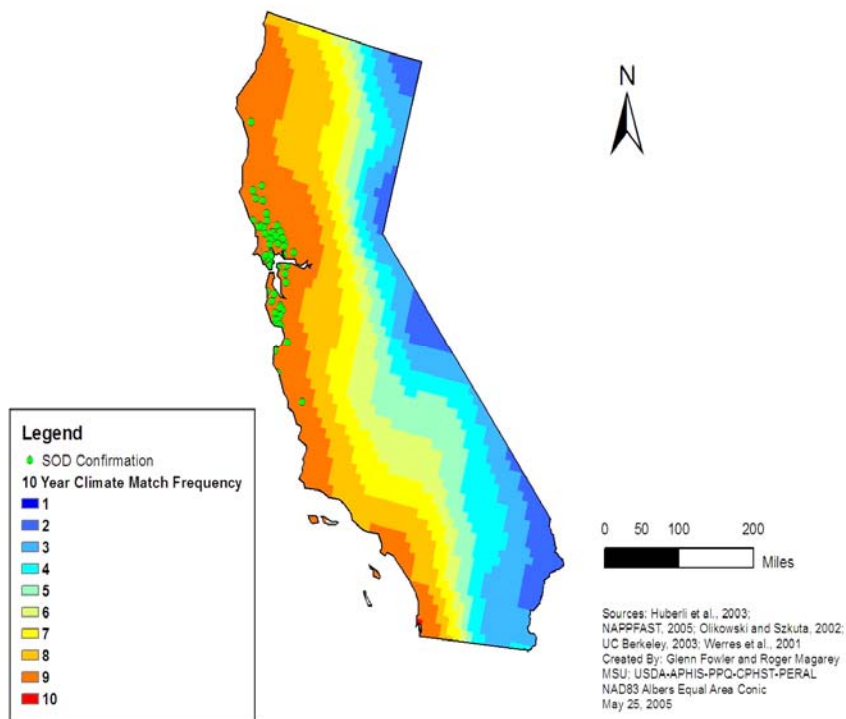 N
Legend
SOD Confirmation
10 Year Climate Match Frequency
1
2
3
4
5
6
7
8
9
10
0 50 100 200
Miles
Sources: Huberli et al., 2003;
NAPPFAST, 2005; Olikowski and Szkuta, 2002;
UC Berkeley, 2003; Werres et al., 2001
Created By: Glenn Fowler and Roger Magarey
MSU: USDA-APHIS-PPQ-CPHST-PERAL
NAD83 Albers Equal Area Conic
May 25, 2005